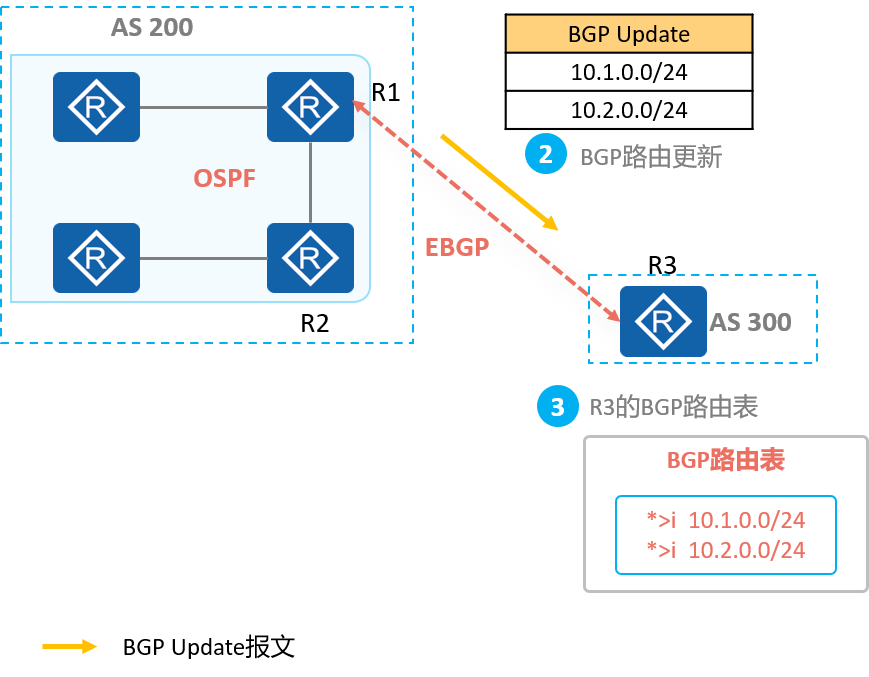 AS 200
BGP Update
10.1.0.0/24
10.2.0.0/24
R
R
R1
2 BGP路由更新
OSPF
EBGP
R
R
R2
R3
R
AS 300
3 R3的BGP路由表
BGP路由表
*>i 10.1.0.0/24
*>i 10.2.0.0/24
BGP Update报文